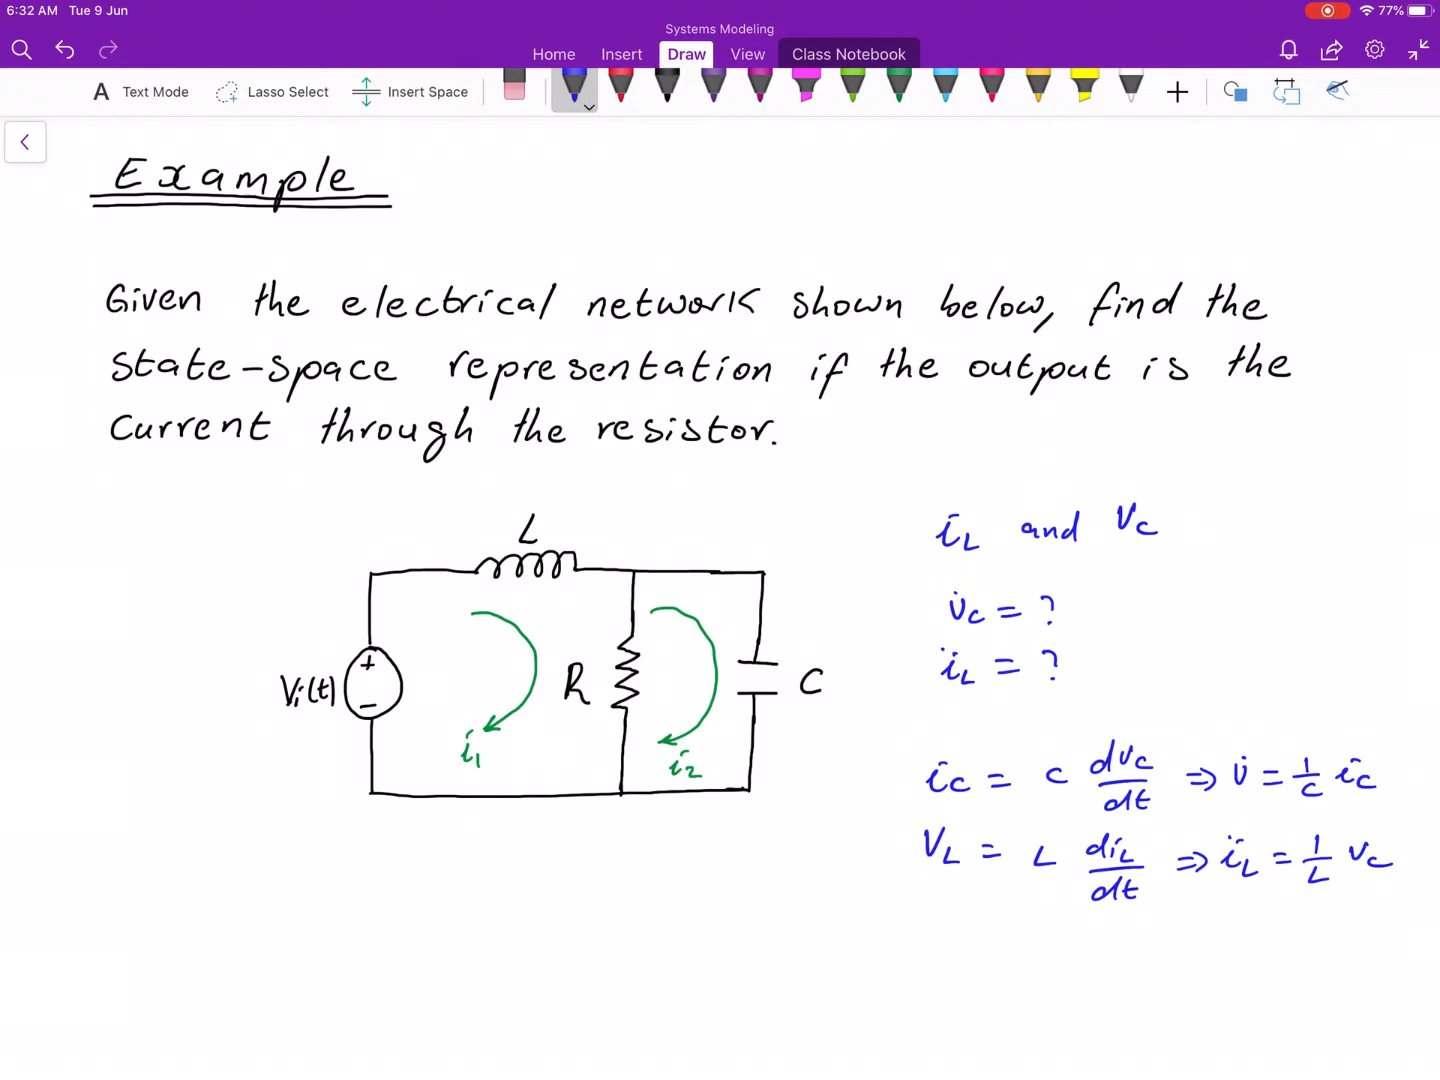 6:32 AM Tue 9 Jun
77%
Systems Modeling
Home Insert Draw View Class Notebook
A Text Mode Lasso Select Insert Space
Example
Given the electrical network shown below, find the
state-space representation if the output is the
current through the resistor.
L
Vi(t)
+
−
R
C
i1
i2
iL and vC
v̇C = ?
i̇L = ?
iC = C dvC/dt ⇒ v̇ = 1/C iC
VL = L diL/dt ⇒ i̇L = 1/L vC